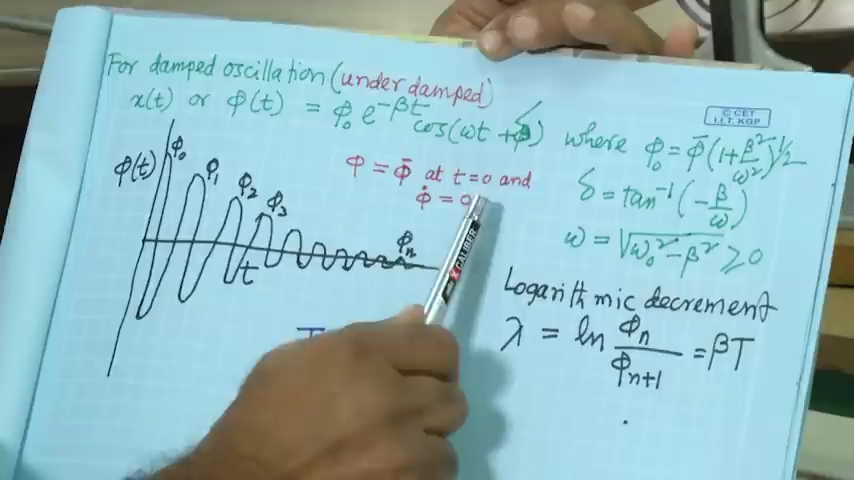 For damped oscillation (under damped)
x(t) or φ(t) = φ₀ e^{-βt} cos(ωt + δ) where φ₀ = φ̄(1+β²/ω²)^{1/2}
© CET
I.I.T. KGP
φ = φ̄ at t = 0 and
φ̇ = 0
δ = tan⁻¹(-β/ω)
ω = √(ω₀² - β²) ≥ 0
φ(t)
φ₀
φ₁
φ₂
φ₃
φₙ
t
Logarithmic decrement
λ = ln φₙ/φₙ₊₁ = βT
CALIBER